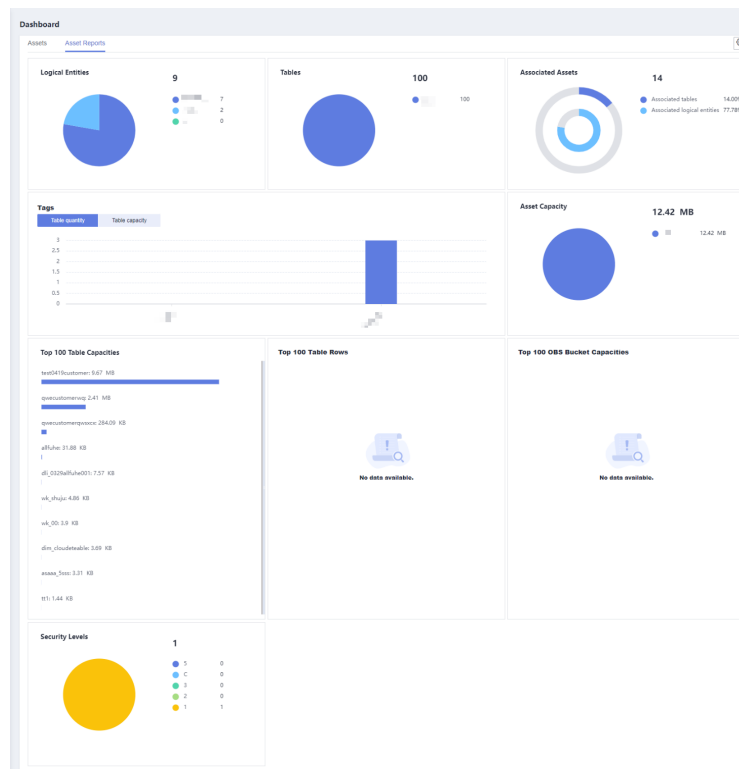 Dashboard
Assets Asset Reports
Logical Entities
9
7
2
0
Tables
100
100
Associated Assets
14
Associated tables 14.00%
Associated logical entities 77.78%
Tags
Table quantity Table capacity
3
2.5
2
1.5
1
0.5
0
Asset Capacity
12.42 MB
12.42 MB
Top 100 Table Capacities
test0419customer: 9.67 MB
qwecustomerwq: 2.41 MB
qwecustomerqwsxcx: 284.09 KB
allfuhe: 31.86 KB
dli_0329allfuhe001: 7.57 KB
wk_shuju: 4.86 KB
wk_00: 3.9 KB
dim_cloudeteable: 3.69 KB
asaaa_5sss: 3.31 KB
tt1: 1.44 KB
Top 100 Table Rows
No data available.
Top 100 OBS Bucket Capacities
No data available.
Security Levels
1
5 0
C 0
3 0
2 0
1 1